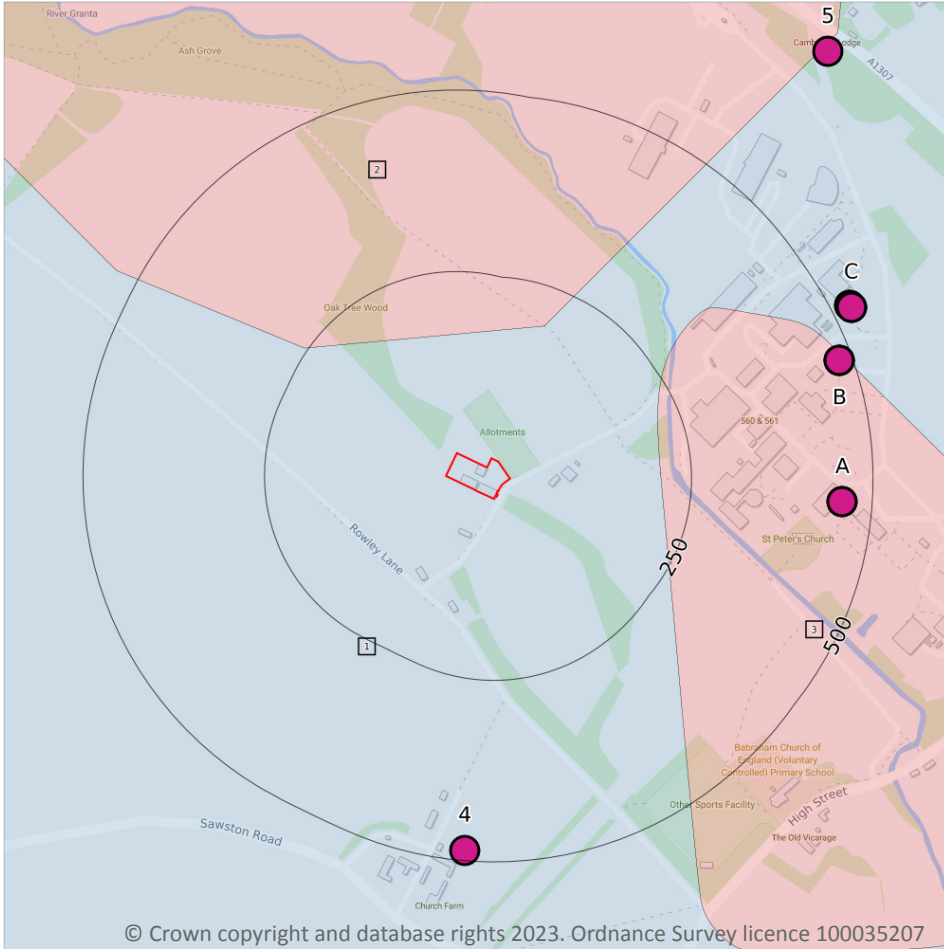 River Granta
5
Cam
odge
Ash Grove
A1307
2
C
Oak Tree Wood
B
560 & 561
Allotments
A
St Peter's Church
Rowley Lane
250
3
500
1
Babraham Church of
England (Voluntary
Controlled) Primary School
High Street
Other Sports Facility
4
Sawston Road
The Old Vicarage
Church Farm
© Crown copyright and database rights 2023. Ordnance Survey licence 100035207